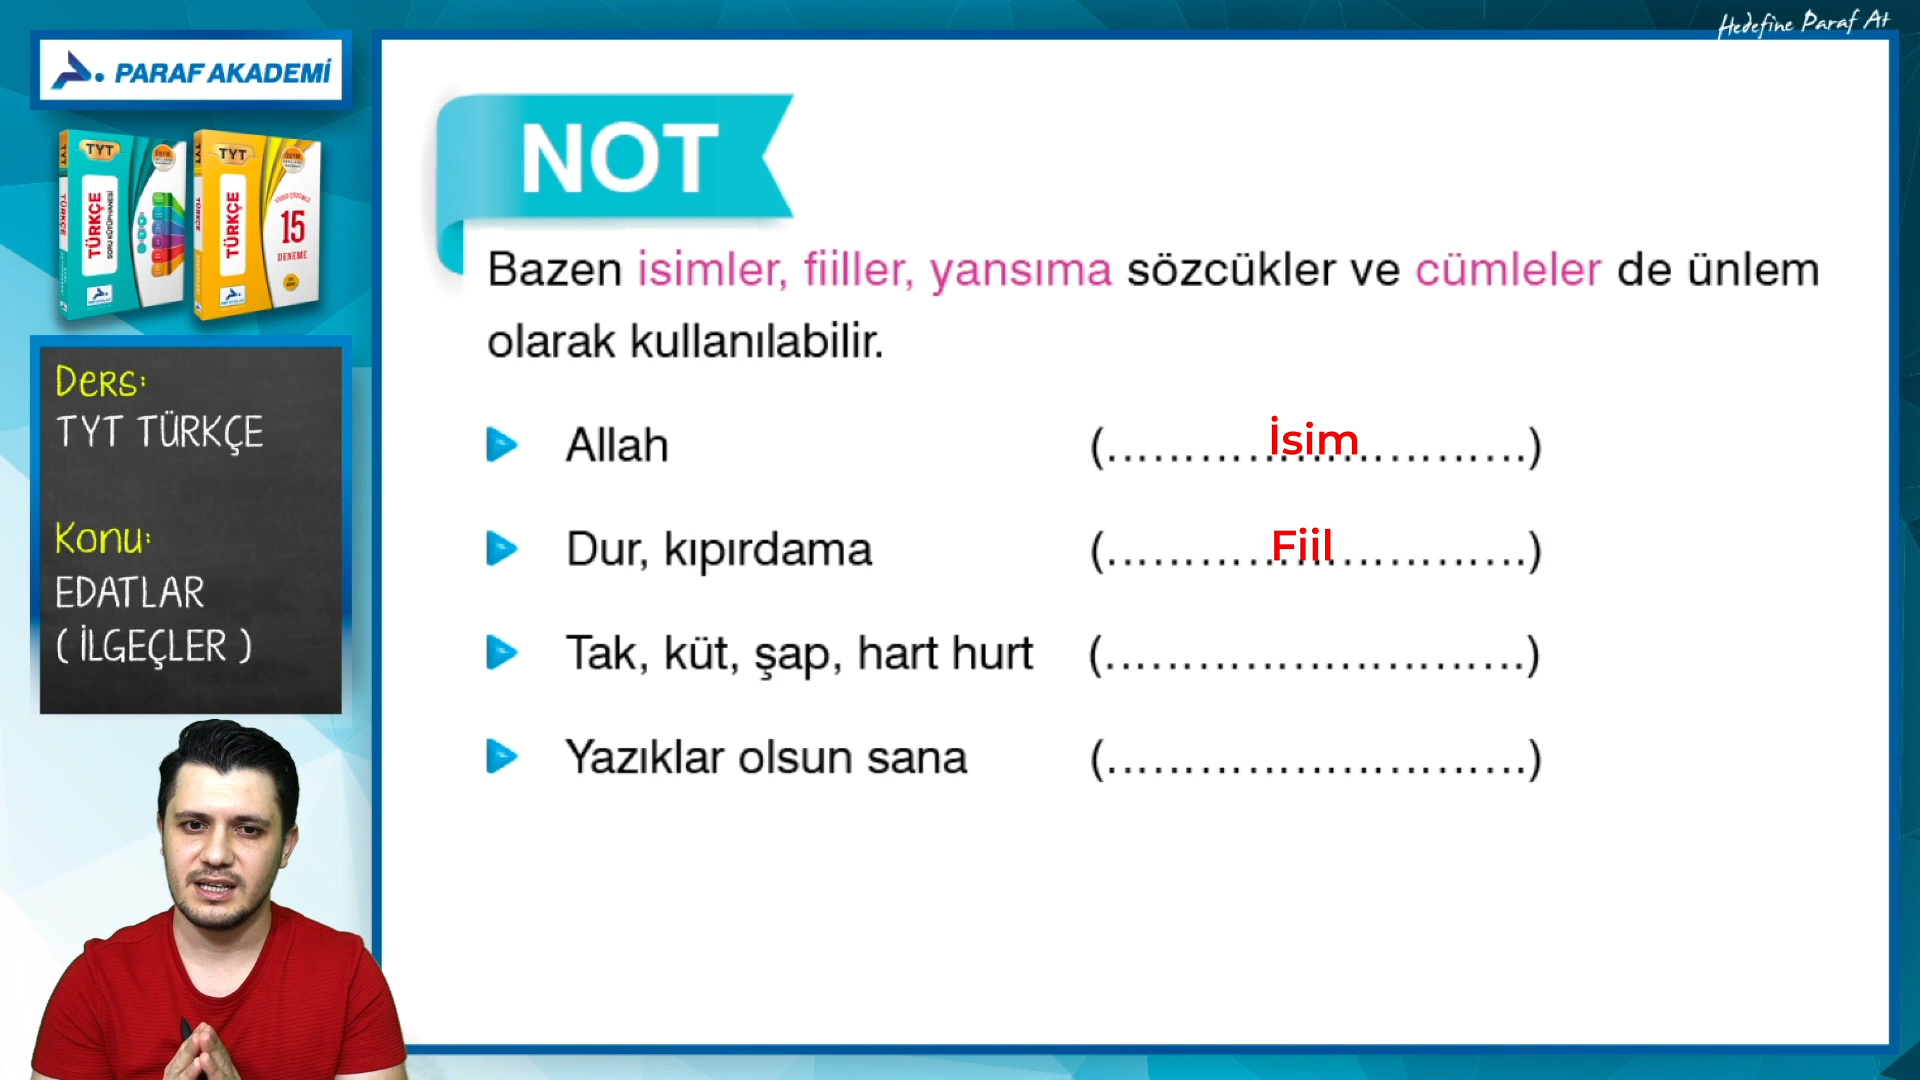 Hedefine Paraf At
PARAF AKADEMİ
TYT
TÜRKÇE
SORU KÜTÜPHANESİ
TYT
TÜRKÇE
15
DENEME
Ders:
TYT TÜRKÇE
Konu:
EDATLAR
( İLGEÇLER )
NOT
Bazen isimler, fiiller, yansıma sözcükler ve cümleler de ünlem
olarak kullanılabilir.
Allah (............İsim............)
Dur, kıpırdama (............Fiil............)
Tak, küt, şap, hart hurt (...........................)
Yazıklar olsun sana (...........................)